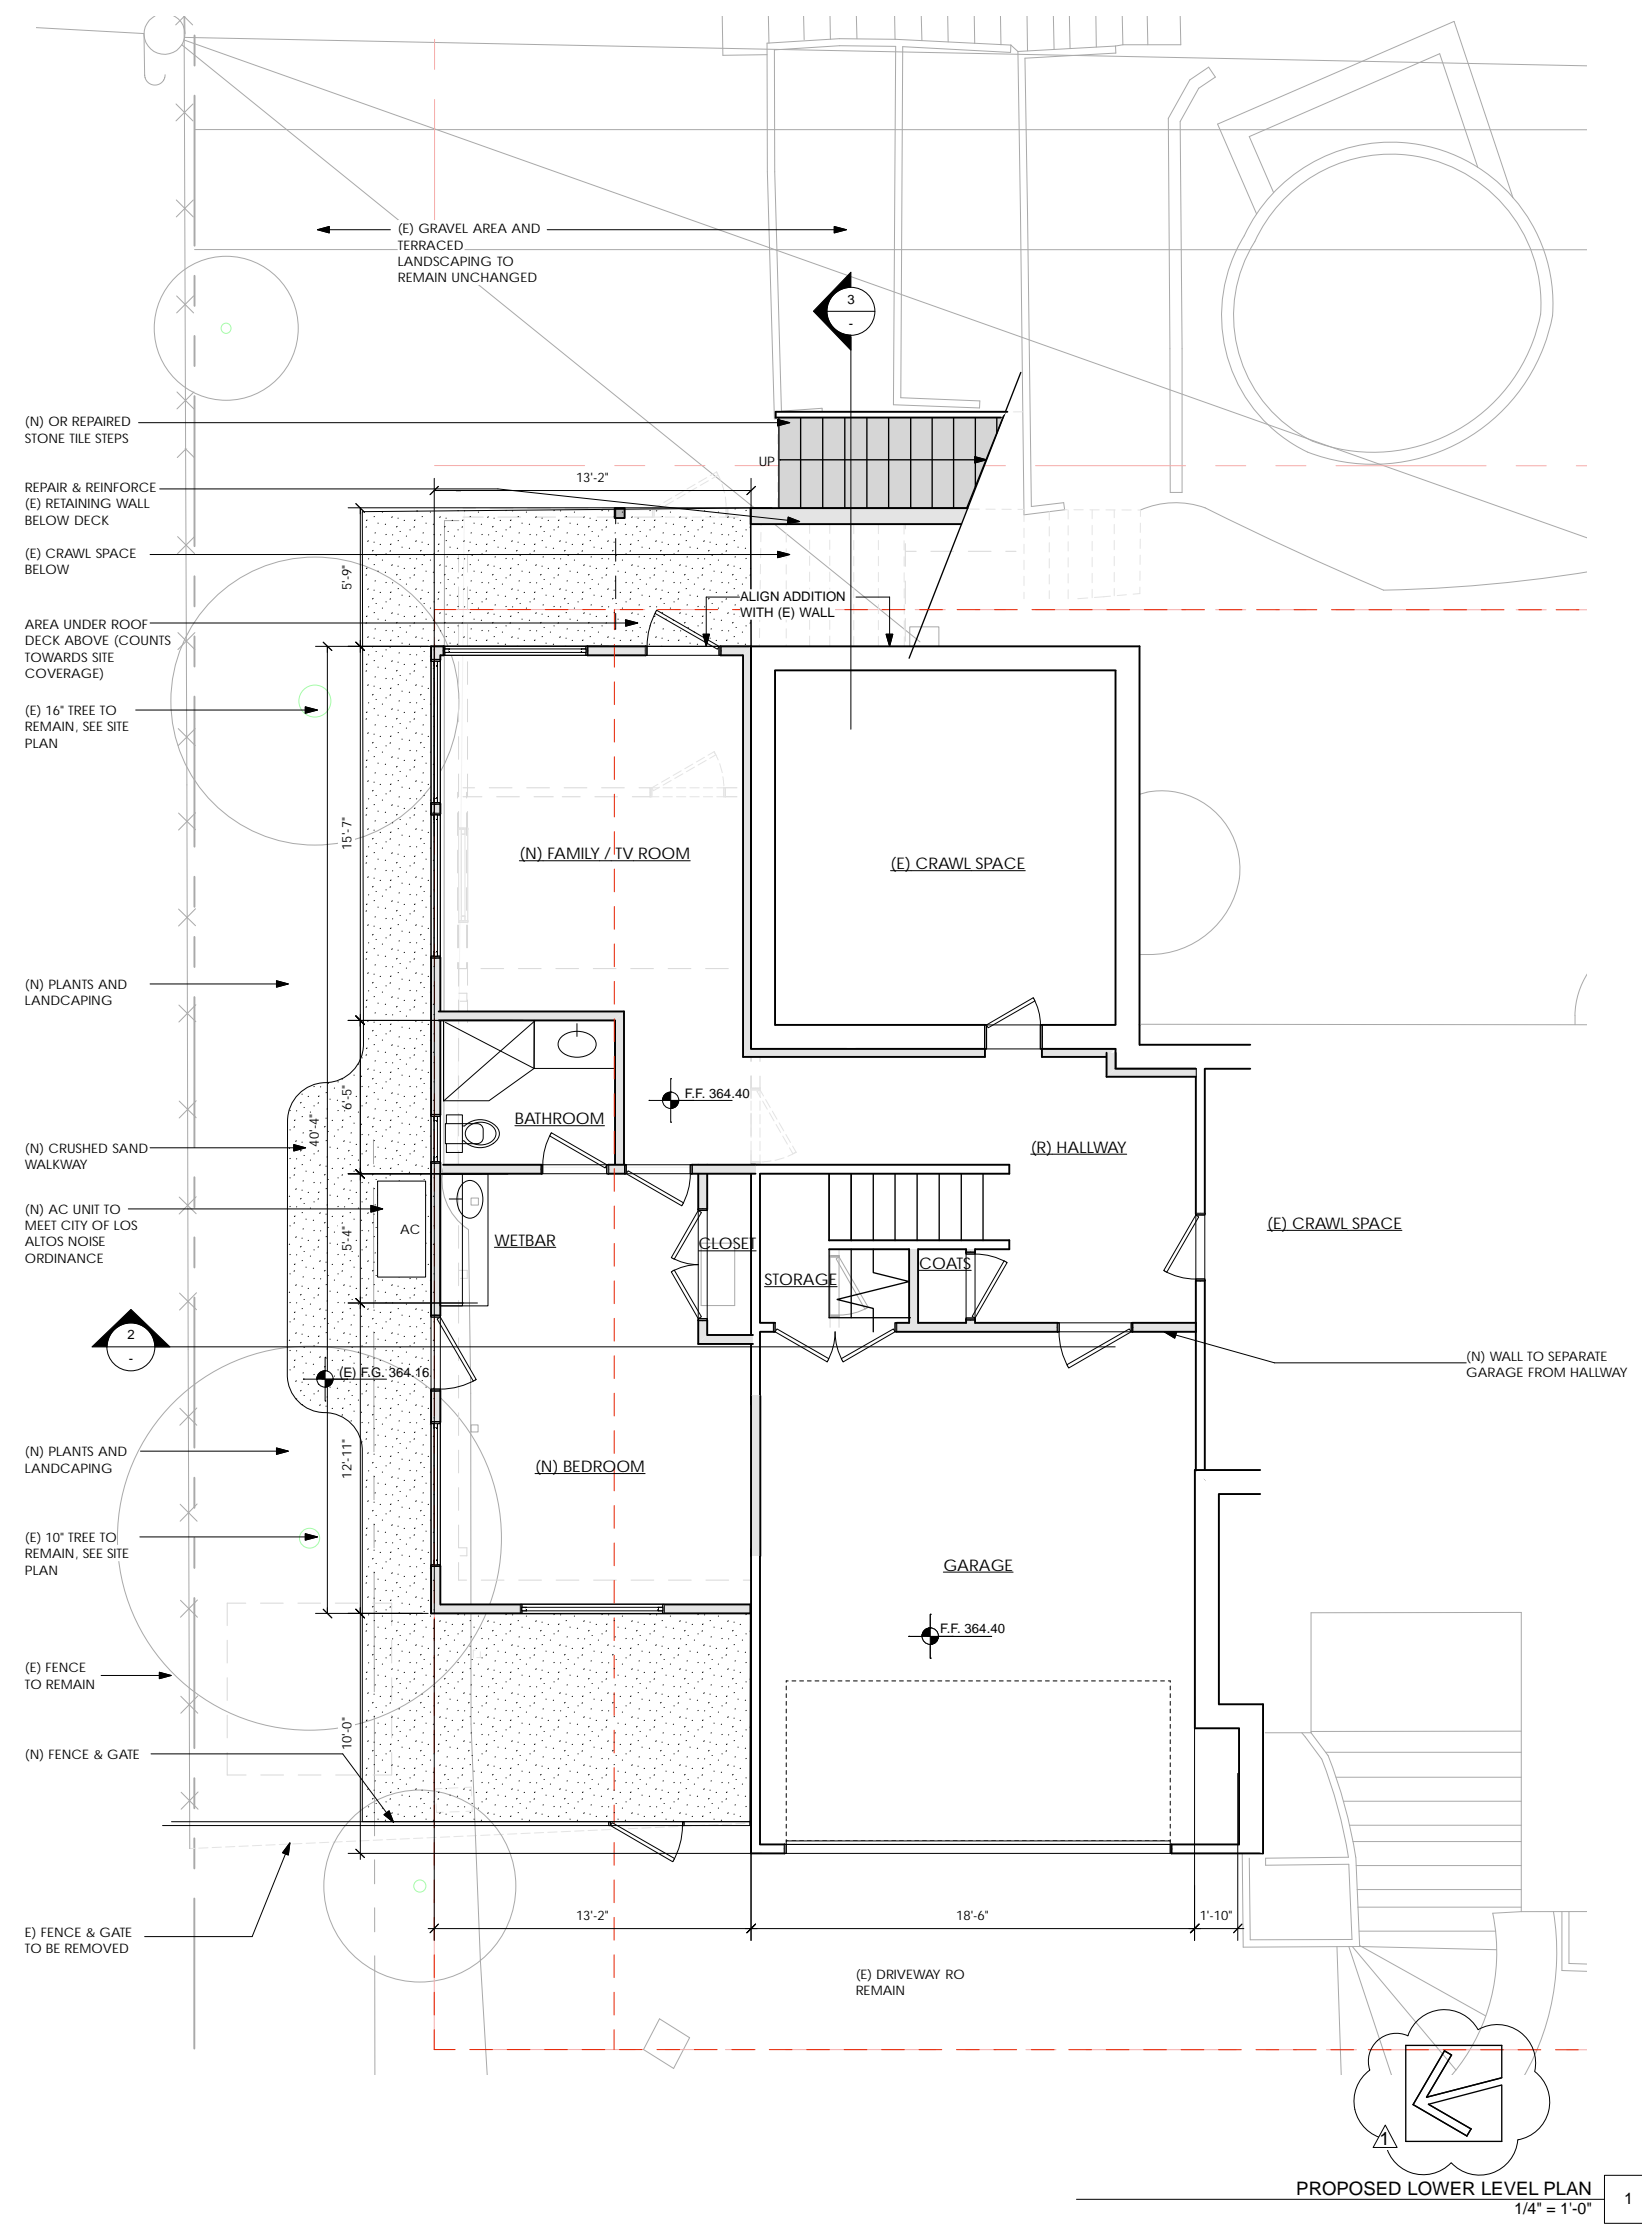 (E) GRAVEL AREA AND
TERRACED
LANDSCAPING TO
REMAIN UNCHANGED
3
-
(N) OR REPAIRED
STONE TILE STEPS
UP
13'-2"
REPAIR & REINFORCE
(E) RETAINING WALL
BELOW DECK
(E) CRAWL SPACE
BELOW
5'-9"
ALIGN ADDITION
WITH (E) WALL
AREA UNDER ROOF
DECK ABOVE (COUNTS
TOWARDS SITE
COVERAGE)
(E) 16" TREE TO
REMAIN, SEE SITE
PLAN
15'-7"
(N) FAMILY / TV ROOM
(E) CRAWL SPACE
(N) PLANTS AND
LANDCAPING
6'-5"
40'-4"
F.F. 364.40
BATHROOM
(R) HALLWAY
(N) CRUSHED SAND
WALKWAY
(N) AC UNIT TO
MEET CITY OF LOS
ALTOS NOISE
ORDINANCE
AC
5'-4"
WETBAR
CLOSET
STORAGE
COATS
(E) CRAWL SPACE
2
-
(E) F.G. 364.16
(N) WALL TO SEPARATE
GARAGE FROM HALLWAY
(N) PLANTS AND
LANDCAPING
12'-11"
(N) BEDROOM
(E) 10" TREE TO
REMAIN, SEE SITE
PLAN
GARAGE
F.F. 364.40
(E) FENCE
TO REMAIN
10'-0"
(N) FENCE & GATE
E) FENCE & GATE
TO BE REMOVED
13'-2"
18'-6"
1'-10"
(E) DRIVEWAY RO
REMAIN
1
PROPOSED LOWER LEVEL PLAN
1/4" = 1'-0"
1